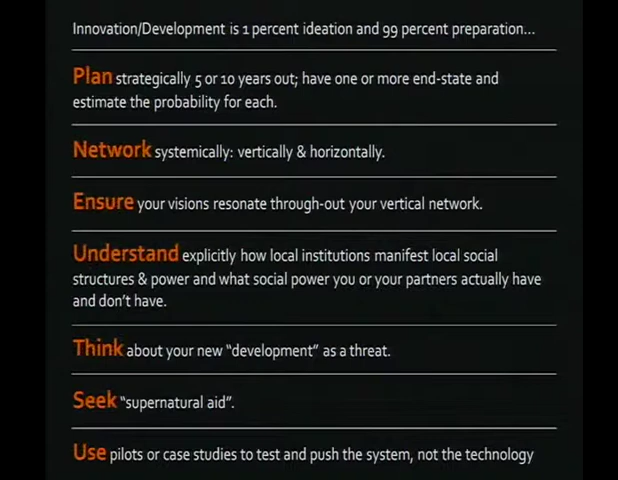 Innovation/Development is 1 percent ideation and 99 percent preparation...
Plan strategically 5 or 10 years out; have one or more end-state and
estimate the probability for each.
Network systemically: vertically & horizontally.
Ensure your visions resonate through-out your vertical network.
Understand explicitly how local institutions manifest local social
structures & power and what social power you or your partners actually have
and don't have.
Think about your new "development" as a threat.
Seek "supernatural aid".
Use pilots or case studies to test and push the system, not the technology